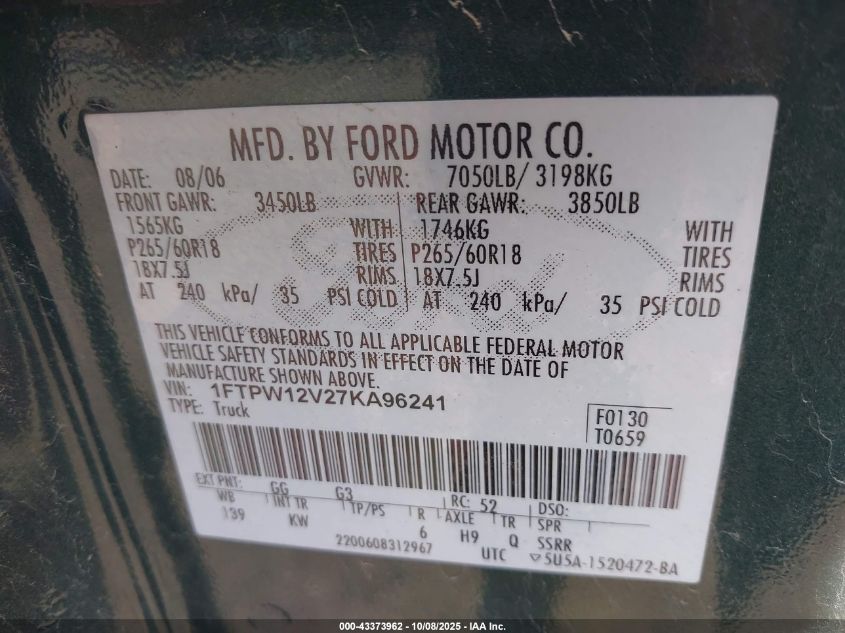 MFD. BY FORD MOTOR CO.
DATE: 08/06 GVWR: 7050LB/ 3198KG
FRONT GAWR: 3450LB REAR GAWR: 3850LB
1565KG WITH 1746KG WITH
P265/60R18 TIRES P265/60R18 TIRES
18X7.5J RIMS 18X7.5J RIMS
AT 240 kPa/ 35 PSI COLD AT 240 kPa/ 35 PSI COLD
THIS VEHICLE CONFORMS TO ALL APPLICABLE FEDERAL MOTOR
VEHICLE SAFETY STANDARDS IN EFFECT ON THE DATE OF
MANUFACTURE SHOWN ABOVE.
VIN: 1FTPW12V27KA96241
TYPE: Truck
F0130
T0659
EXT PNT: GG G3 RC: 52 DSO:
WB INT TR TP/PS R AXLE TR SPR
139 KW 6 H9 Q SSRR
2200608312967 UTC ▽5U5A-1520472-BA
Ford
000-43373962 - 10/08/2025 - IAA Inc.